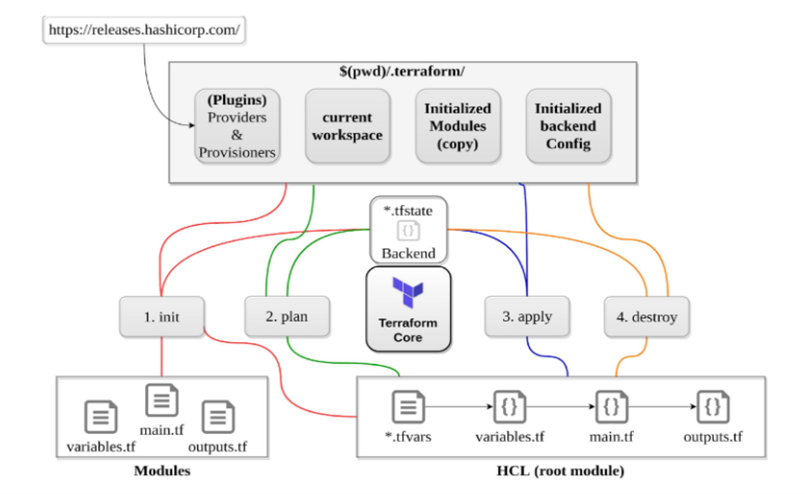 https://releases.hashicorp.com/
$(pwd)/.terraform/
(Plugins)
Providers
&
Provisioners
current
workspace
Initialized
Modules
(copy)
Initialized
backend
Config
*.tfstate
{}
Backend
1. init
2. plan
Terraform
Core
3. apply
4. destroy
variables.tf
main.tf
outputs.tf
Modules
*.tfvars
{}
variables.tf
{}
main.tf
{}
outputs.tf
HCL (root module)